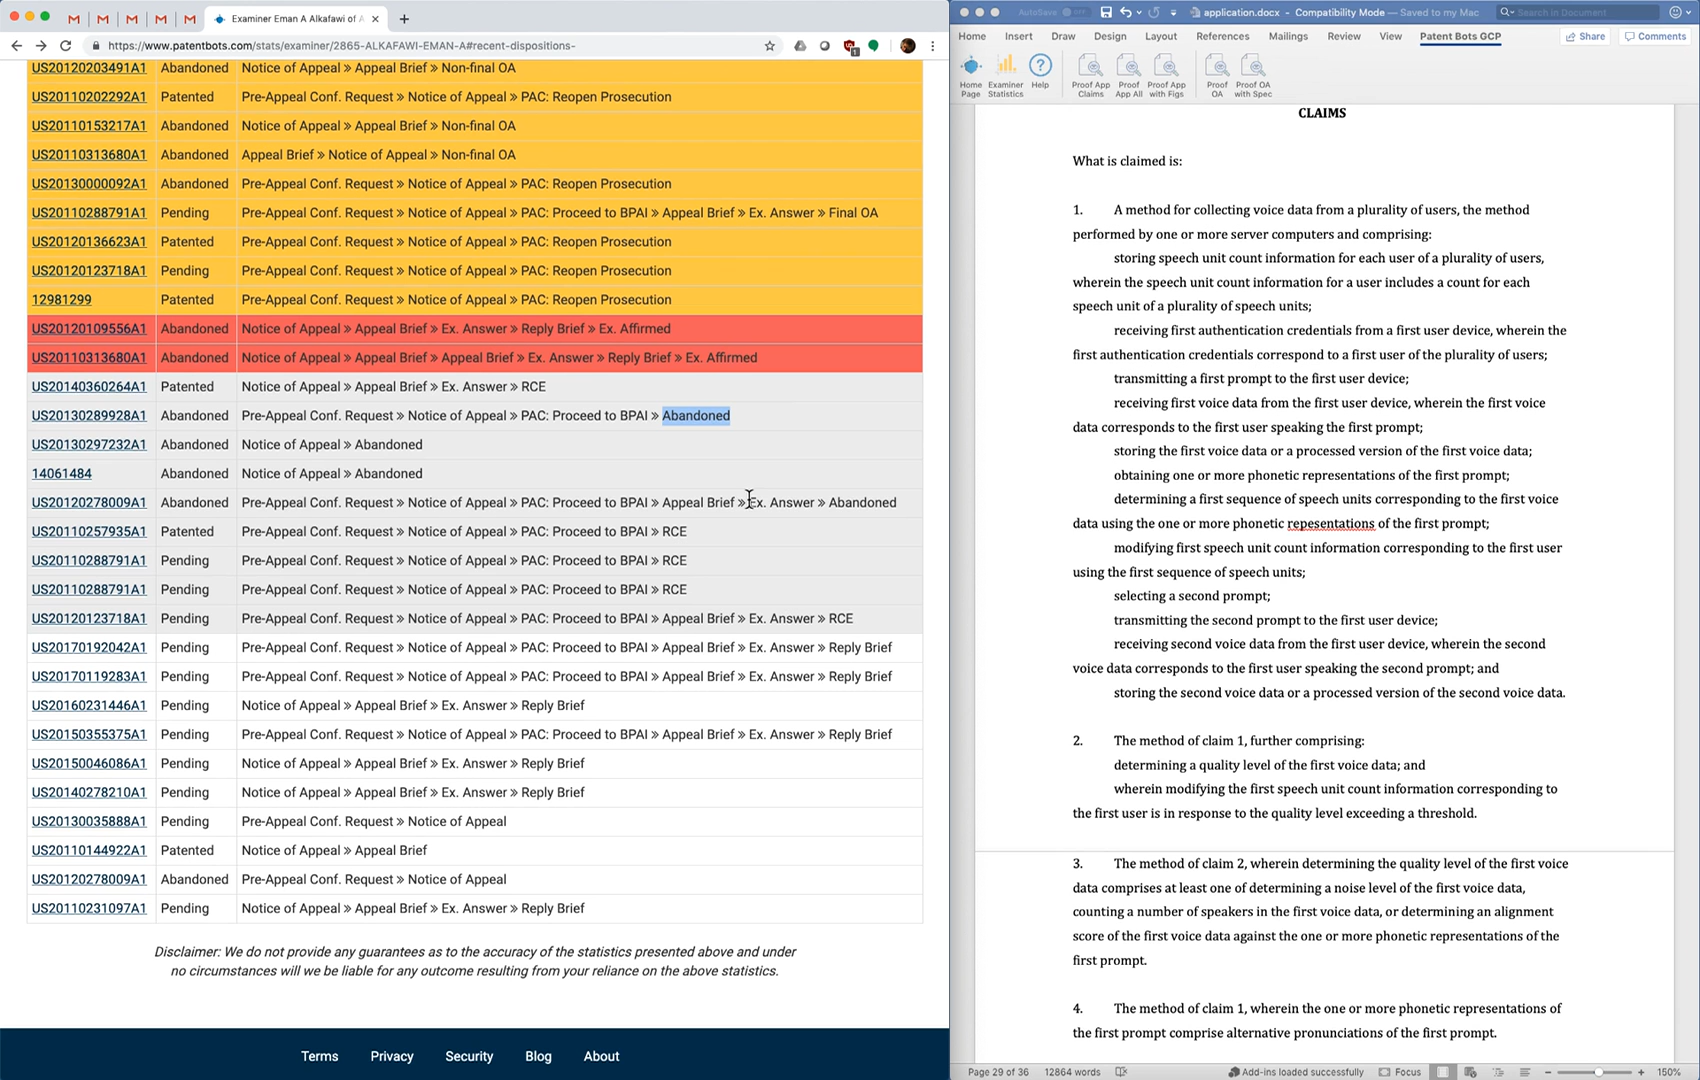 Examiner Eman A Alkafawi of A
https://www.patentbots.com/stats/examiner/2865-ALKAFAWI-EMAN-A#recent-dispositions-
US20120203491A1 Abandoned Notice of Appeal » Appeal Brief » Non-final OA
US20110202292A1 Patented Pre-Appeal Conf. Request » Notice of Appeal » PAC: Reopen Prosecution
US20110153217A1 Abandoned Notice of Appeal » Appeal Brief » Non-final OA
US20110313680A1 Abandoned Appeal Brief » Notice of Appeal » Non-final OA
US20130000092A1 Abandoned Pre-Appeal Conf. Request » Notice of Appeal » PAC: Reopen Prosecution
US20110288791A1 Pending Pre-Appeal Conf. Request » Notice of Appeal » PAC: Proceed to BPAI » Appeal Brief » Ex. Answer » Final OA
US20120136623A1 Patented Pre-Appeal Conf. Request » Notice of Appeal » PAC: Reopen Prosecution
US20120123718A1 Pending Pre-Appeal Conf. Request » Notice of Appeal » PAC: Reopen Prosecution
12981299 Patented Pre-Appeal Conf. Request » Notice of Appeal » PAC: Reopen Prosecution
US20120109556A1 Abandoned Notice of Appeal » Appeal Brief » Ex. Answer » Reply Brief » Ex. Affirmed
US20110313680A1 Abandoned Notice of Appeal » Appeal Brief » Appeal Brief » Ex. Answer » Reply Brief » Ex. Affirmed
US20140360264A1 Patented Notice of Appeal » Appeal Brief » Ex. Answer » RCE
US20130289928A1 Abandoned Pre-Appeal Conf. Request » Notice of Appeal » PAC: Proceed to BPAI » Abandoned
US20130297232A1 Abandoned Notice of Appeal » Abandoned
14061484 Abandoned Notice of Appeal » Abandoned
US20120278009A1 Abandoned Pre-Appeal Conf. Request » Notice of Appeal » PAC: Proceed to BPAI » Appeal Brief » Ex. Answer » Abandoned
US20110257935A1 Patented Pre-Appeal Conf. Request » Notice of Appeal » PAC: Proceed to BPAI » RCE
US20110288791A1 Pending Pre-Appeal Conf. Request » Notice of Appeal » PAC: Proceed to BPAI » RCE
US20110288791A1 Pending Pre-Appeal Conf. Request » Notice of Appeal » PAC: Proceed to BPAI » RCE
US20120123718A1 Pending Pre-Appeal Conf. Request » Notice of Appeal » PAC: Proceed to BPAI » Appeal Brief » Ex. Answer » RCE
US20170192042A1 Pending Pre-Appeal Conf. Request » Notice of Appeal » PAC: Proceed to BPAI » Appeal Brief » Ex. Answer » Reply Brief
US20170119283A1 Pending Pre-Appeal Conf. Request » Notice of Appeal » PAC: Proceed to BPAI » Appeal Brief » Ex. Answer » Reply Brief
US20160231446A1 Pending Notice of Appeal » Appeal Brief » Ex. Answer » Reply Brief
US20150355375A1 Pending Pre-Appeal Conf. Request » Notice of Appeal » PAC: Proceed to BPAI » Appeal Brief » Ex. Answer » Reply Brief
US20150046086A1 Pending Notice of Appeal » Appeal Brief » Ex. Answer » Reply Brief
US20140278210A1 Pending Notice of Appeal » Appeal Brief » Ex. Answer » Reply Brief
US20130035888A1 Pending Pre-Appeal Conf. Request » Notice of Appeal
US20110144922A1 Patented Notice of Appeal » Appeal Brief
US20120278009A1 Abandoned Pre-Appeal Conf. Request » Notice of Appeal
US20110231097A1 Pending Notice of Appeal » Appeal Brief » Ex. Answer » Reply Brief
Disclaimer: We do not provide any guarantees as to the accuracy of the statistics presented above and under
no circumstances will we be liable for any outcome resulting from your reliance on the above statistics.
Terms Privacy Security Blog About
AutoSave application.docx - Compatibility Mode — Saved to my Mac Search in Document
Home Insert Draw Design Layout References Mailings Review View Patent Bots GCP Share Comments
Home Page
Examiner Statistics
Help
Proof App Claims
Proof App All
Proof App with Figs
Proof OA
Proof OA with Spec
CLAIMS
What is claimed is:
1. A method for collecting voice data from a plurality of users, the method
performed by one or more server computers and comprising:
storing speech unit count information for each user of a plurality of users,
wherein the speech unit count information for a user includes a count for each
speech unit of a plurality of speech units;
receiving first authentication credentials from a first user device, wherein the
first authentication credentials correspond to a first user of the plurality of users;
transmitting a first prompt to the first user device;
receiving first voice data from the first user device, wherein the first voice
data corresponds to the first user speaking the first prompt;
storing the first voice data or a processed version of the first voice data;
obtaining one or more phonetic representations of the first prompt;
determining a first sequence of speech units corresponding to the first voice
data using the one or more phonetic repesentations of the first prompt;
modifying first speech unit count information corresponding to the first user
using the first sequence of speech units;
selecting a second prompt;
transmitting the second prompt to the first user device;
receiving second voice data from the first user device, wherein the second
voice data corresponds to the first user speaking the second prompt; and
storing the second voice data or a processed version of the second voice data.
2. The method of claim 1, further comprising:
determining a quality level of the first voice data; and
wherein modifying the first speech unit count information corresponding to
the first user is in response to the quality level exceeding a threshold.
3. The method of claim 2, wherein determining the quality level of the first voice
data comprises at least one of determining a noise level of the first voice data,
counting a number of speakers in the first voice data, or determining an alignment
score of the first voice data against the one or more phonetic representations of the
first prompt.
4. The method of claim 1, wherein the one or more phonetic representations of
the first prompt comprise alternative pronunciations of the first prompt.
Page 29 of 36 12864 words Add-ins loaded successfully Focus 150%